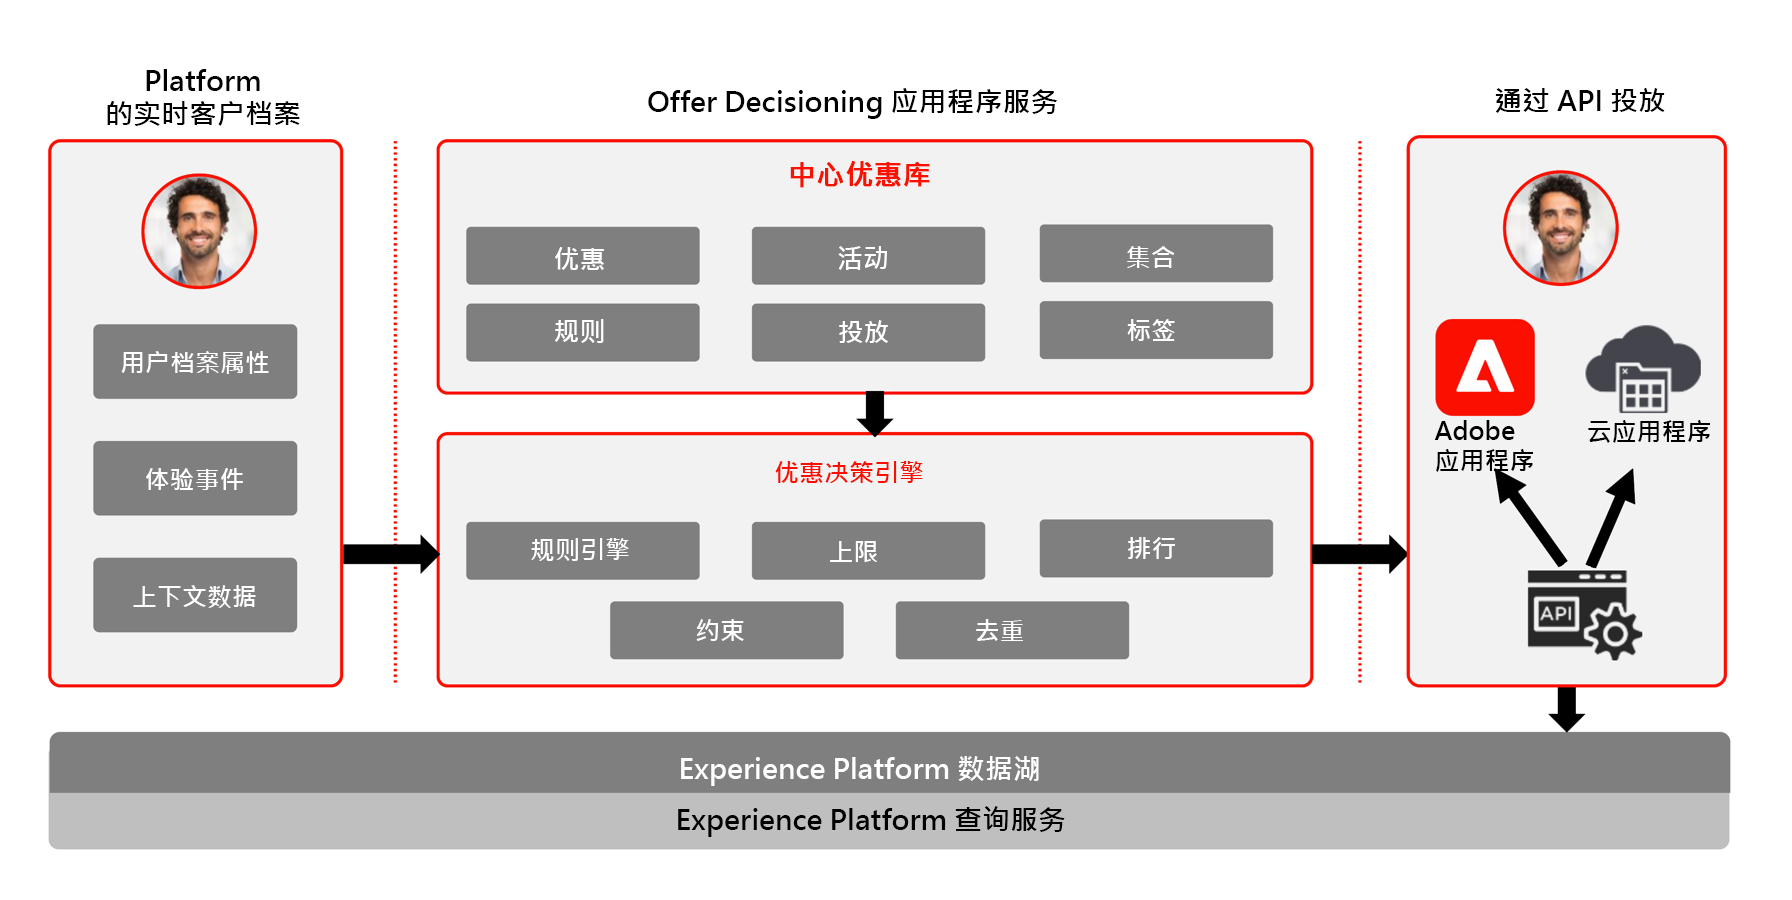 Platform
的实时客户档案
用户档案属性
体验事件
上下文数据
Offer Decisioning 应用程序服务
中心优惠库
优惠
活动
集合
规则
投放
标签
优惠决策引擎
规则引擎
上限
排行
约束
去重
通过 API 投放
Adobe
应用程序
云应用程序
API
Experience Platform 数据湖
Experience Platform 查询服务